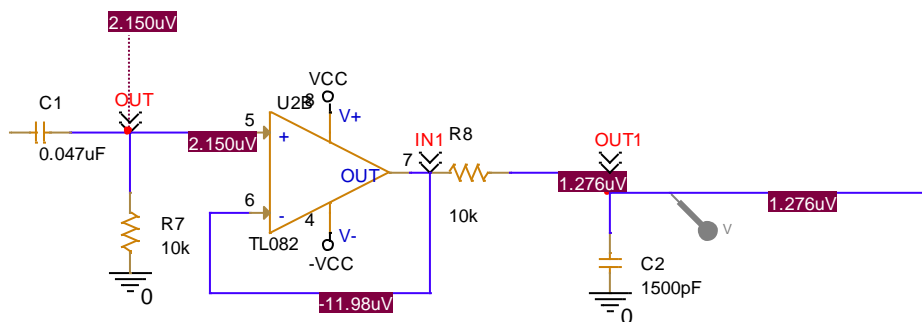 2.150uV
C1
0.047uF
OUT
R7
10k
0
2.150uV
5
+
6
-
U2B
TL082
VCC
8
V+
OUT
4
V-
-VCC
7
-11.98uV
IN1
R8
10k
OUT1
1.276uV
V
1.276uV
C2
1500pF
0